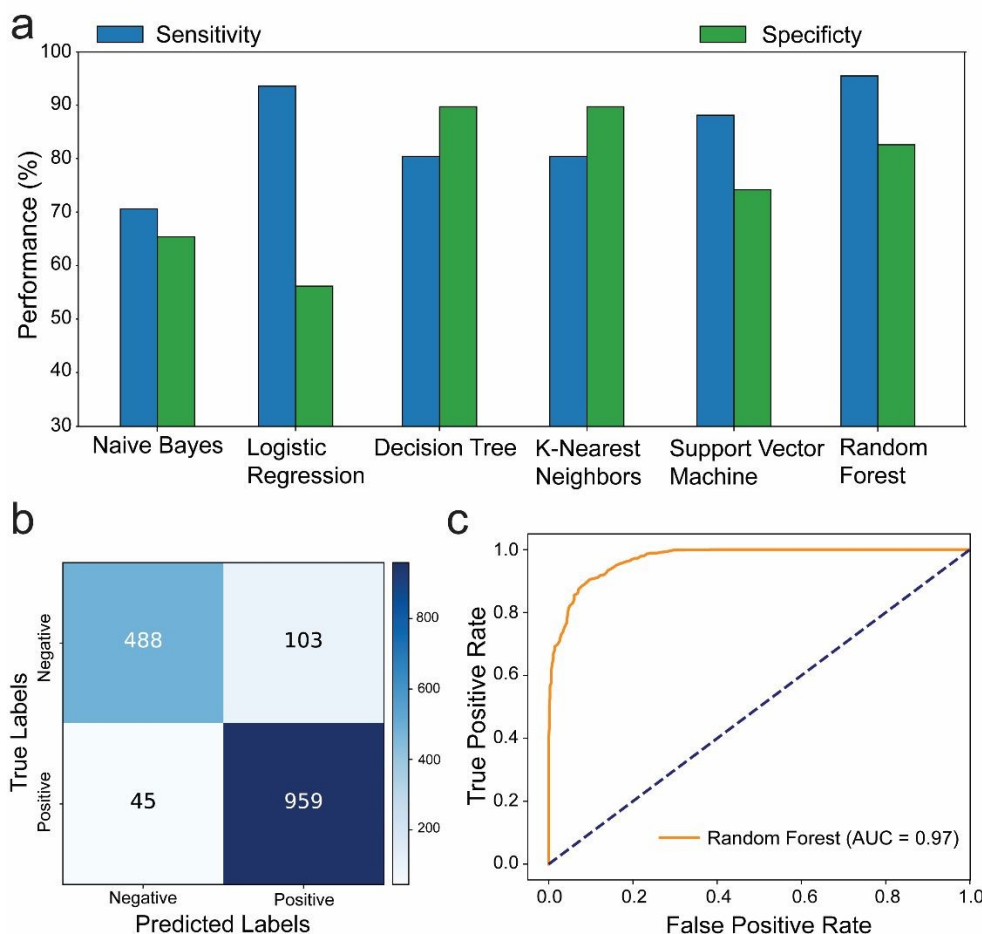 a
Sensitivity
Specificty
100
90
80
70
60
50
40
30
Performance (%)
Naive Bayes
Logistic
Regression
Decision Tree
K-Nearest
Neighbors
Support Vector
Machine
Random
Forest
b
True Labels
Negative
Positive
488
103
45
959
Negative
Positive
Predicted Labels
800
600
400
200
c
True Positive Rate
1.0
0.8
0.6
0.4
0.2
0.0
Random Forest (AUC = 0.97)
0.0
0.2
0.4
0.6
0.8
1.0
False Positive Rate